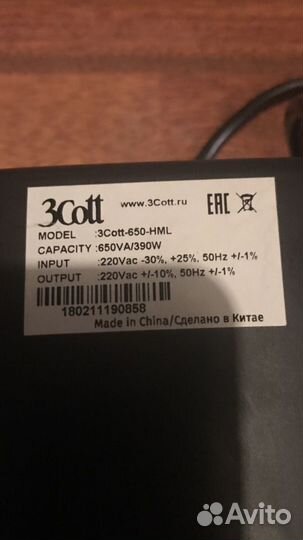 3Cott www.3Cott.ru EAC
MODEL :3Cott-650-HML
CAPACITY :650VA/390W
INPUT :220Vac -30%, +25%, 50Hz +/-1%
OUTPUT :220Vac +/-10%, 50Hz +/-1%
180211190858
Made in China/Сделано в Китае
Avito